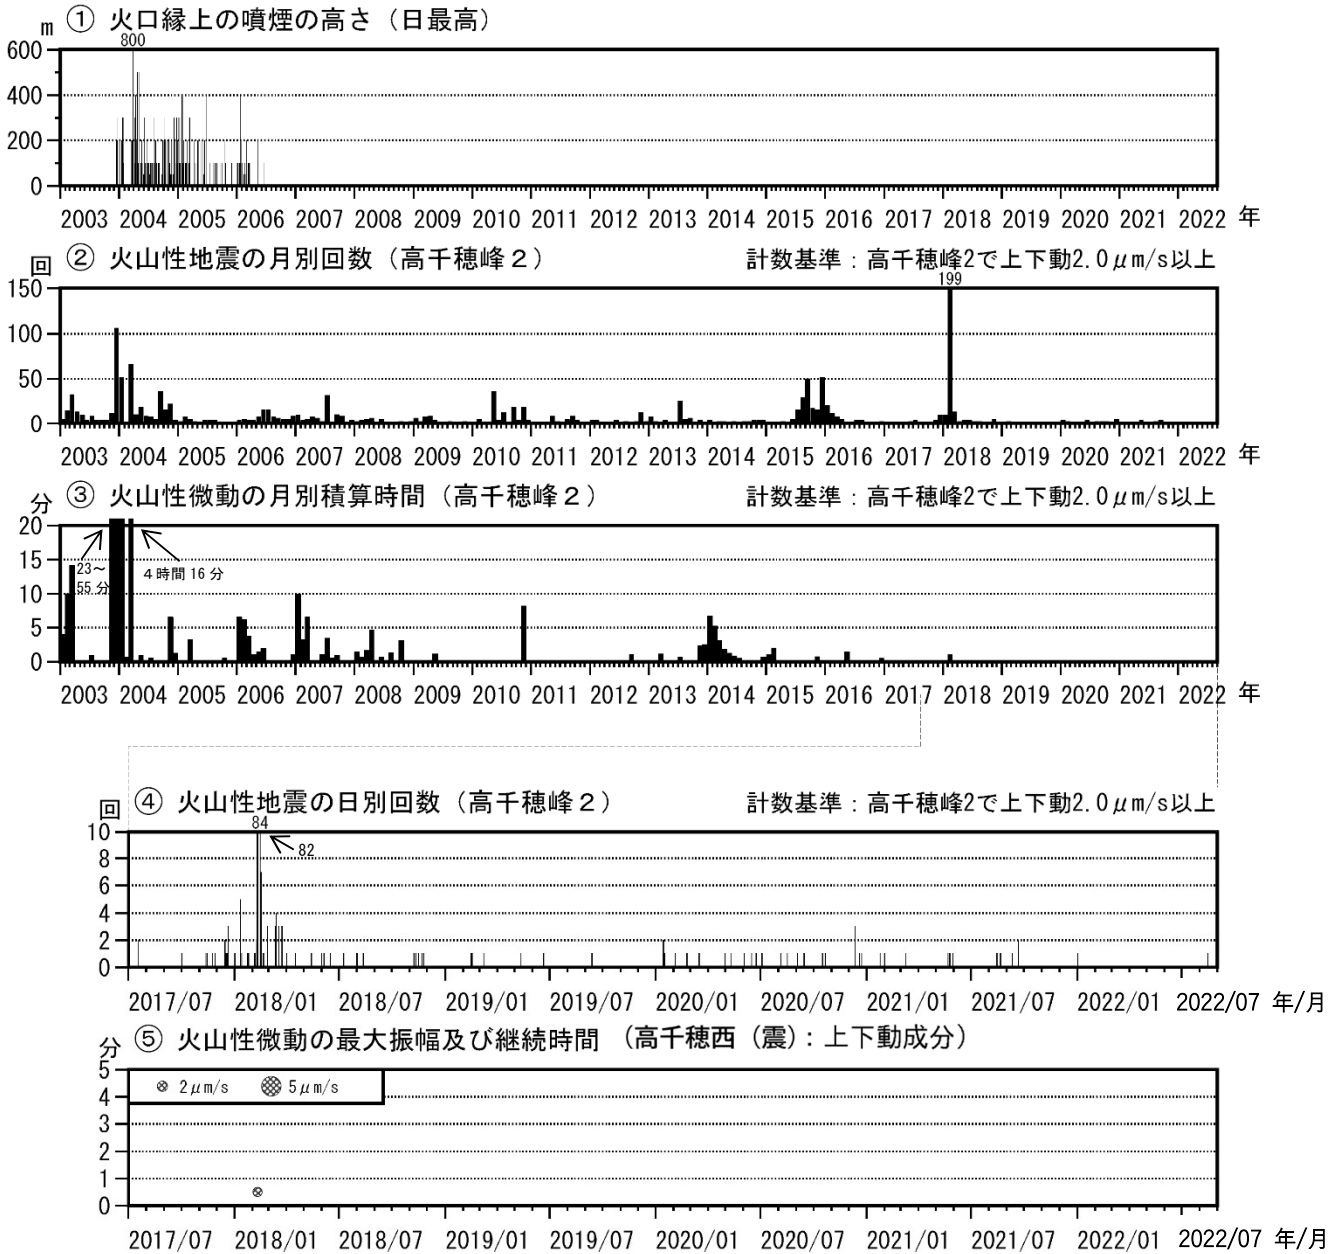 m ① 火口縁上の噴煙の高さ（日最高）
800
600
400
200
0
2003 2004 2005 2006 2007 2008 2009 2010 2011 2012 2013 2014 2015 2016 2017 2018 2019 2020 2021 2022 年
回 ② 火山性地震の月別回数（高千穂峰２） 計数基準：高千穂峰2で上下動2.0μm/s以上
199
150
100
50
0
2003 2004 2005 2006 2007 2008 2009 2010 2011 2012 2013 2014 2015 2016 2017 2018 2019 2020 2021 2022 年
分 ③ 火山性微動の月別積算時間（高千穂峰２） 計数基準：高千穂峰2で上下動2.0μm/s以上
20
15
23～ 4時間16分
55分
10
5
0
2003 2004 2005 2006 2007 2008 2009 2010 2011 2012 2013 2014 2015 2016 2017 2018 2019 2020 2021 2022 年
回 ④ 火山性地震の日別回数（高千穂峰２） 計数基準：高千穂峰2で上下動2.0μm/s以上
84
10
82
8
6
4
2
0
2017/07 2018/01 2018/07 2019/01 2019/07 2020/01 2020/07 2021/01 2021/07 2022/01 2022/07 年/月
分 ⑤ 火山性微動の最大振幅及び継続時間 （高千穂西（震）：上下動成分）
5
2μm/s 5μm/s
4
3
2
1
0
2017/07 2018/01 2018/07 2019/01 2019/07 2020/01 2020/07 2021/01 2021/07 2022/01 2022/07 年/月